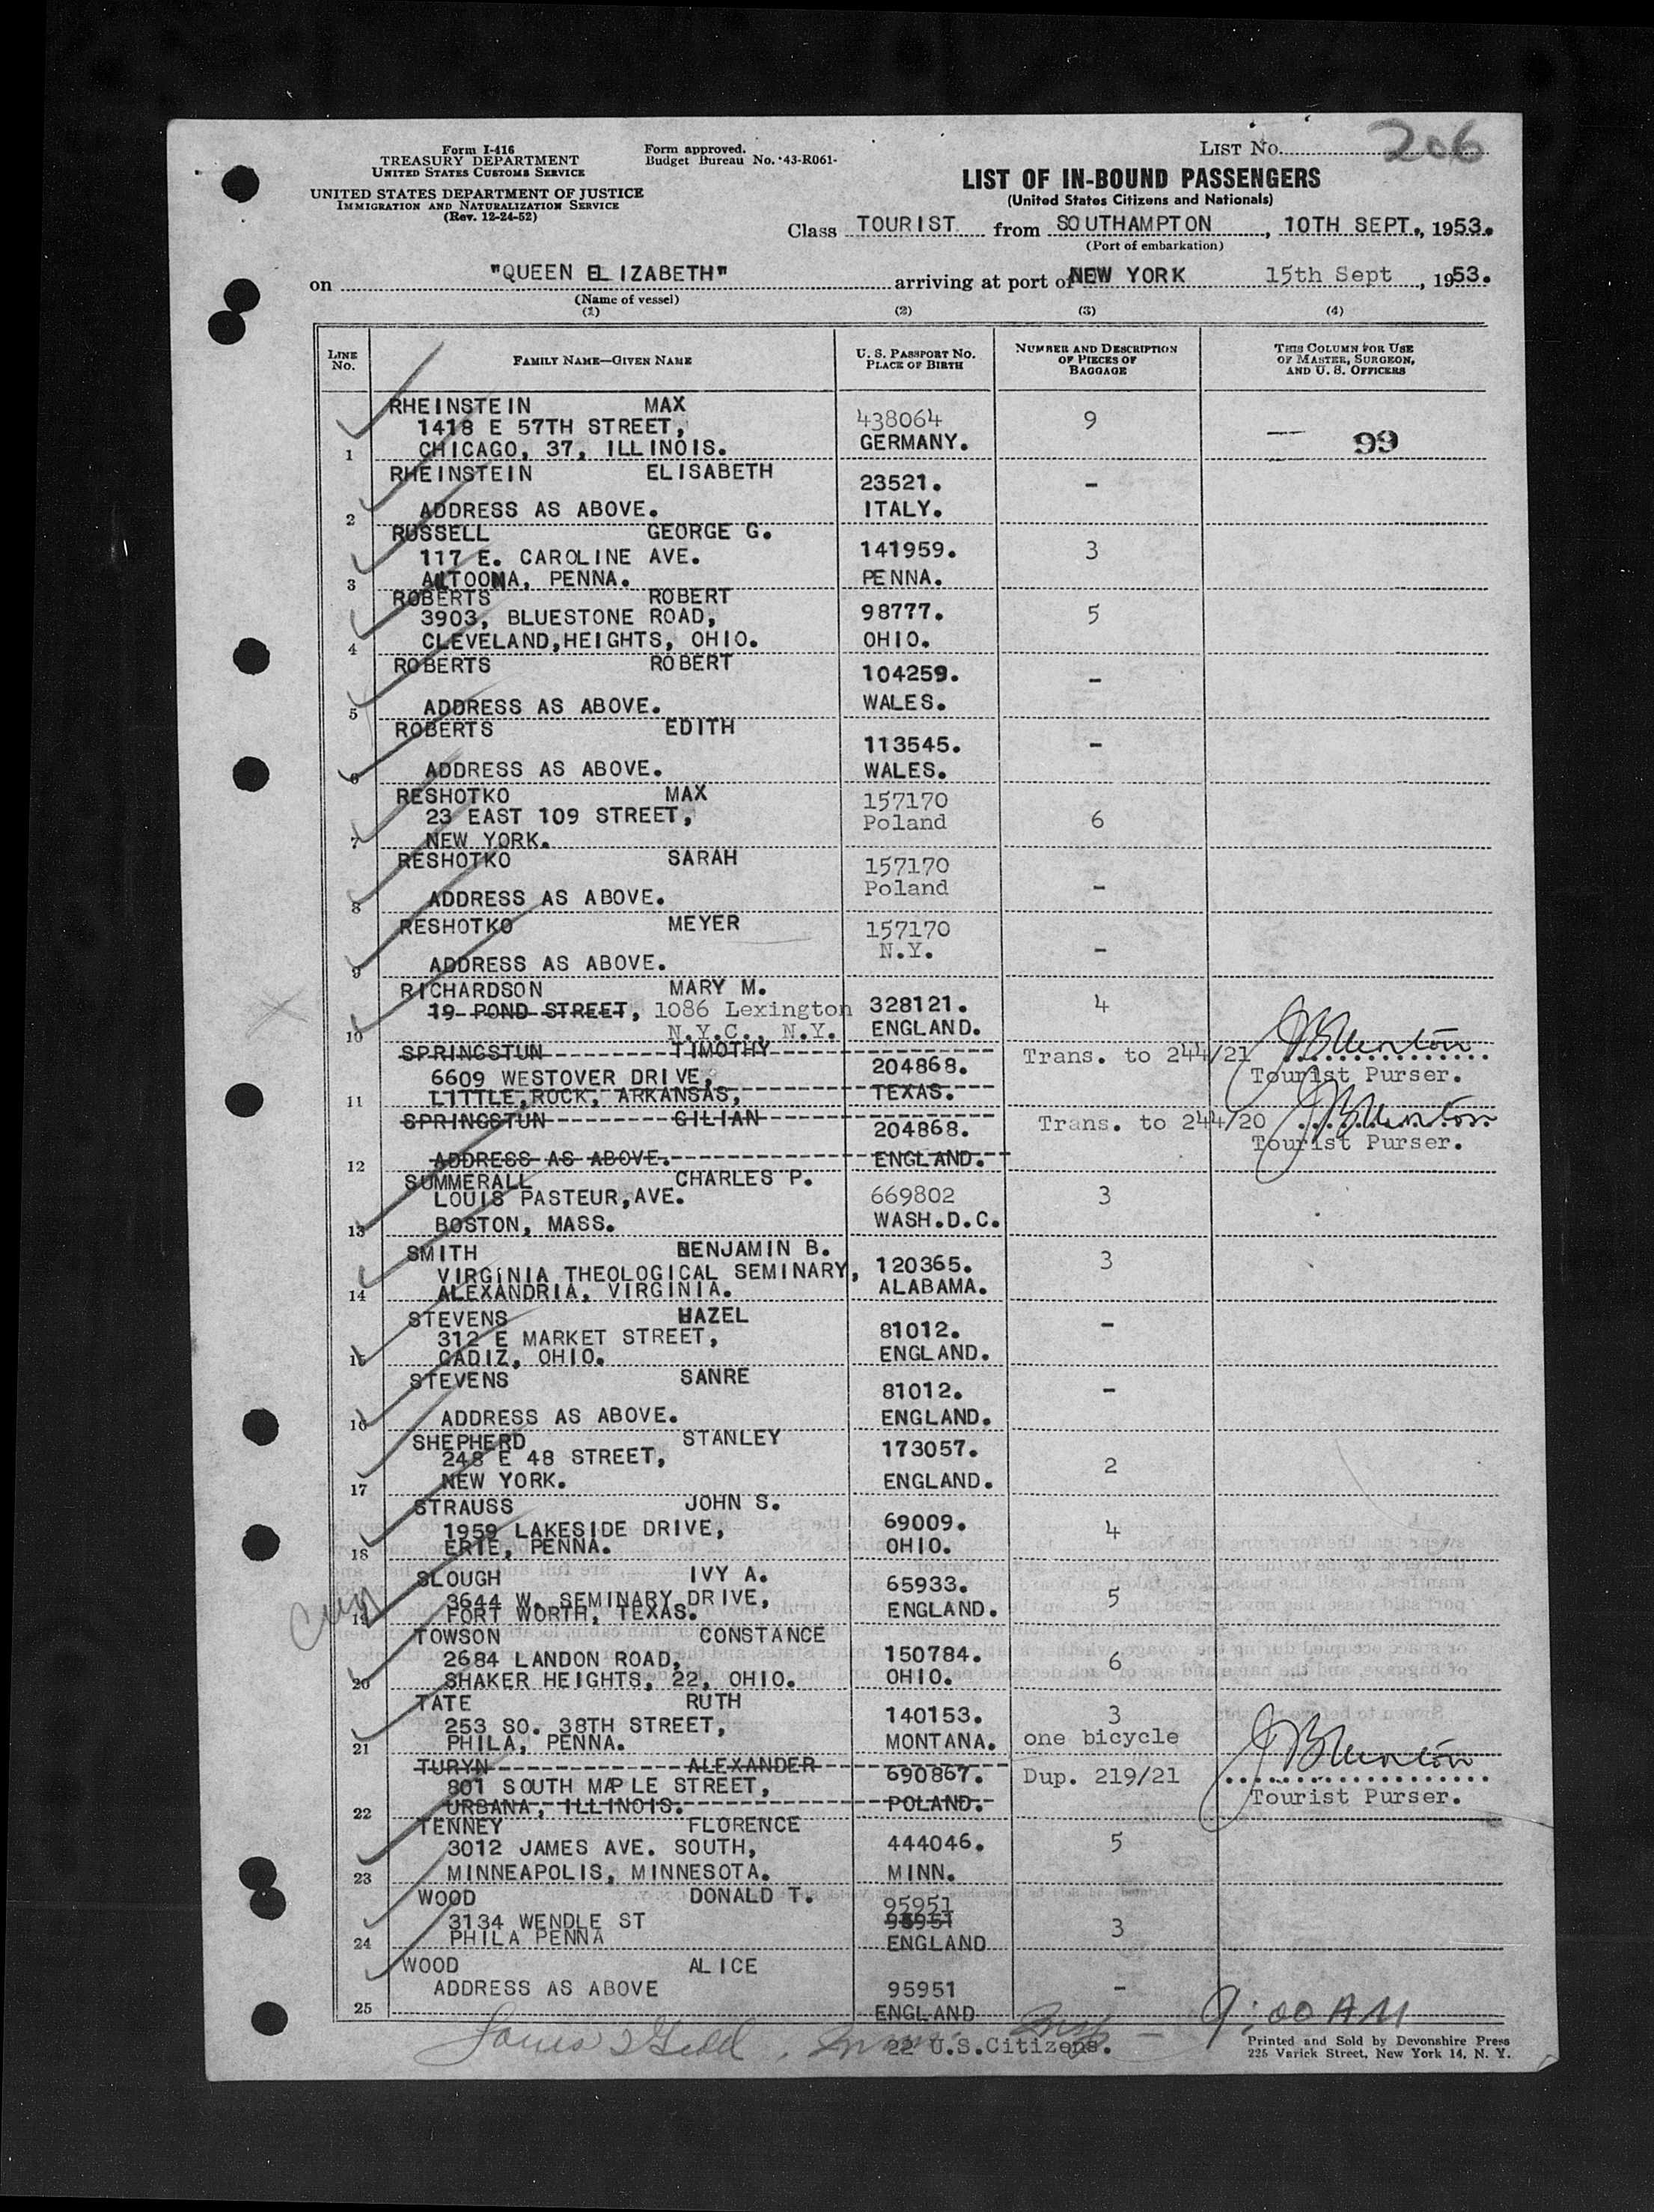 Form I-416
TREASURY DEPARTMENT
UNITED STATES CUSTOMS SERVICE
UNITED STATES DEPARTMENT OF JUSTICE
IMMIGRATION AND NATURALIZATION SERVICE
(Rev. 12-24-52)
Form approved.
Budget Bureau No. 43-R061-
LIST No. 206
LIST OF IN-BOUND PASSENGERS
(United States Citizens and Nationals)
Class TOURIST from SOUTHAMPTON, 10TH SEPT., 1953.
(Port of embarkation)
on "QUEEN ELIZABETH" arriving at port of NEW YORK 15th Sept, 1953.
(Name of vessel)
(1) (2) (3) (4)
LINE No. FAMILY NAME—GIVEN NAME U. S. PASSPORT No. PLACE OF BIRTH NUMBER AND DESCRIPTION OF PIECES OF BAGGAGE THIS COLUMN FOR USE OF MASTER, SURGEON, AND U. S. OFFICERS
RHEINSTEIN MAX 438064 9
1418 E 57TH STREET,
1 CHICAGO, 37, ILLINOIS. GERMANY. — 99
RHEINSTEIN ELISABETH 23521. -
2 ADDRESS AS ABOVE. ITALY.
RUSSELL GEORGE G. 141959. 3
117 E. CAROLINE AVE.
3 ALTOONA, PENNA. PENNA.
ROBERTS ROBERT 98777. 5
3903, BLUESTONE ROAD,
4 CLEVELAND,HEIGHTS, OHIO. OHIO.
ROBERTS ROBERT 104259. -
5 ADDRESS AS ABOVE. WALES.
ROBERTS EDITH 113545. -
6 ADDRESS AS ABOVE. WALES.
RESHOTKO MAX 157170
23 EAST 109 STREET, Poland 6
7 NEW YORK.
RESHOTKO SARAH 157170
Poland -
8 ADDRESS AS ABOVE.
RESHOTKO MEYER 157170
N.Y. -
9 ADDRESS AS ABOVE.
RICHARDSON MARY M. 328121. 4
19 POND STREET, 1086 Lexington
10 N.Y.C., N.Y. ENGLAND.
SPRINGSTUN TIMOTHY 204868. Trans. to 244/21
6609 WESTOVER DRIVE, Tourist Purser.
11 LITTLE,ROCK, ARKANSAS, TEXAS.
SPRINGSTUN GILIAN 204868. Trans. to 244/20
Tourist Purser.
12 ADDRESS AS ABOVE. ENGLAND.
SUMMERALL CHARLES P. 669802 3
LOUIS PASTEUR,AVE.
13 BOSTON, MASS. WASH.D.C.
SMITH BENJAMIN B. 120365. 3
VIRGINIA THEOLOGICAL SEMINARY,
14 ALEXANDRIA, VIRGINIA. ALABAMA.
STEVENS HAZEL 81012. -
312 E MARKET STREET,
15 CADIZ, OHIO. ENGLAND.
STEVENS SANRE 81012. -
16 ADDRESS AS ABOVE. ENGLAND.
SHEPHERD STANLEY 173057. 2
248 E 48 STREET,
17 NEW YORK. ENGLAND.
STRAUSS JOHN S. 69009. 4
1959 LAKESIDE DRIVE,
18 ERIE, PENNA. OHIO.
SLOUGH IVY A. 65933. 5
3644 W. SEMINARY DRIVE,
19 FORT WORTH, TEXAS. ENGLAND.
TOWSON CONSTANCE 150784. 6
2684 LANDON ROAD,
20 SHAKER HEIGHTS, 22, OHIO. OHIO.
TATE RUTH 140153. 3
253 SO. 38TH STREET, one bicycle
21 PHILA, PENNA. MONTANA.
TURYN ALEXANDER 690867. Dup. 219/21
801 SOUTH MAPLE STREET, Tourist Purser.
22 URBANA, ILLINOIS. POLAND.
TENNEY FLORENCE 444046. 5
3012 JAMES AVE. SOUTH,
23 MINNEAPOLIS, MINNESOTA. MINN.
WOOD DONALD T. 95951
3134 WENDLE ST 95951 3
24 PHILA PENNA ENGLAND
WOOD ALICE
ADDRESS AS ABOVE 95951 -
25 ENGLAND
9:00 AM
22 U.S.Citizens.
Printed and Sold by Devonshire Press
225 Varick Street, New York 14, N. Y.